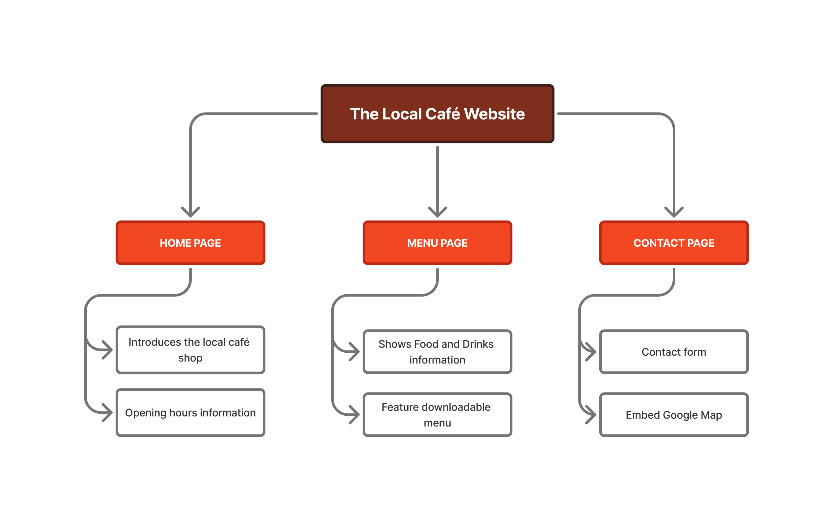 The Local Café Website
HOME PAGE
MENU PAGE
CONTACT PAGE
Introduces the local café
shop
Opening hours information
Shows Food and Drinks
information
Feature downloadable
menu
Contact form
Embed Google Map